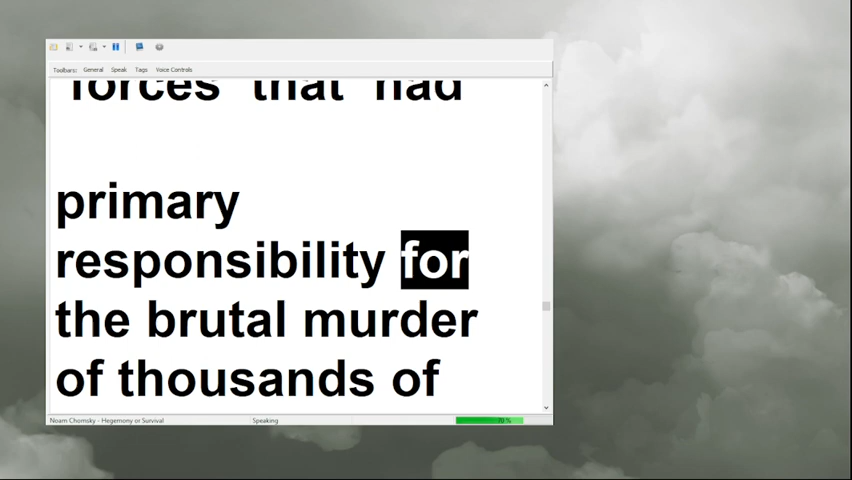 Toolbars: General Speak Tags Voice Controls
forces that had
primary
responsibility for
the brutal murder
of thousands of
Noam Chomsky - Hegemony or Survival Speaking 70 %